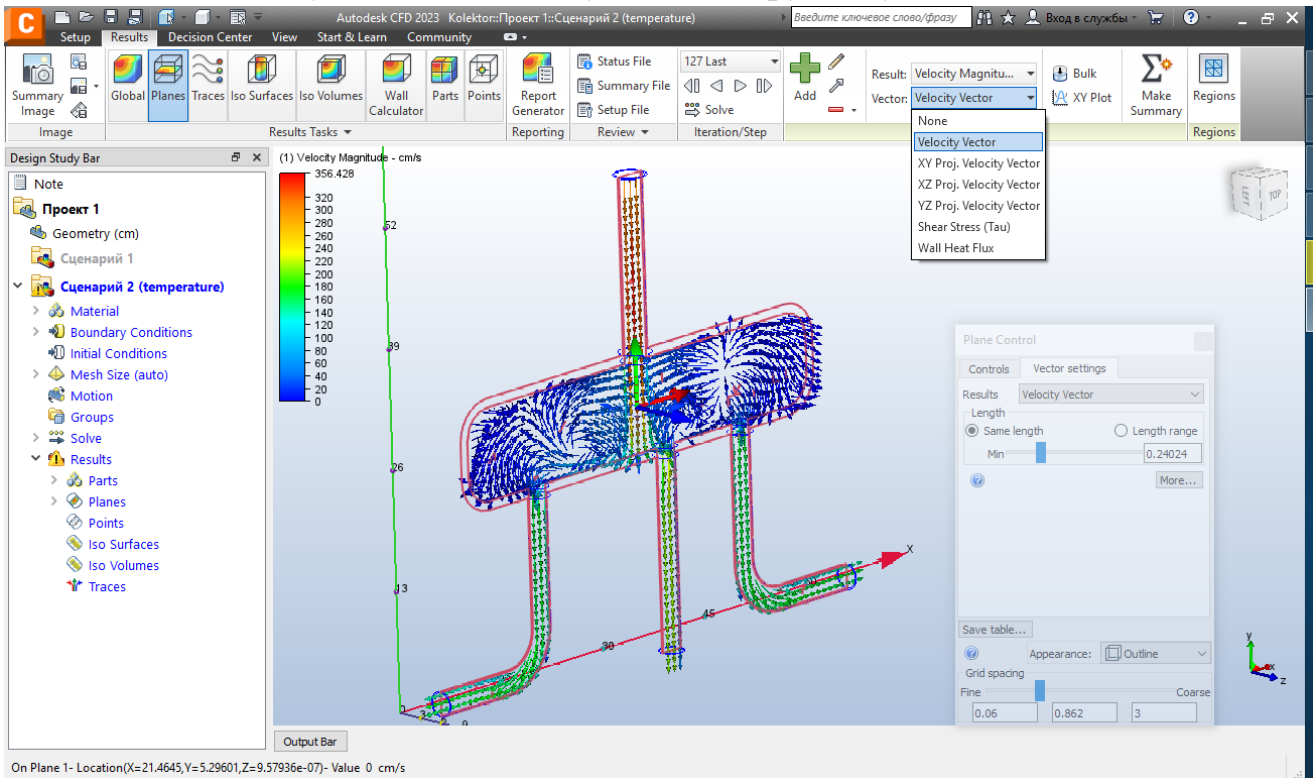 C
Autodesk CFD 2023 Kolektor::Проект 1::Сценарий 2 (temperature)
Введите ключевое слово/фразу
Вход в службы
Setup Results Decision Center View Start & Learn Community
Summary Image
Global
Planes
Traces
Iso Surfaces
Iso Volumes
Wall Calculator
Parts
Points
Report Generator
Status File
Summary File
Setup File
127 Last
Solve
Add
Result: Velocity Magnitu...
Vector: Velocity Vector
Bulk
XY Plot
Make Summary
Regions
Image
Results Tasks
Reporting
Review
Iteration/Step
Regions
None
Velocity Vector
XY Proj. Velocity Vector
XZ Proj. Velocity Vector
YZ Proj. Velocity Vector
Shear Stress (Tau)
Wall Heat Flux
Design Study Bar
Note
Проект 1
Geometry (cm)
Сценарий 1
Сценарий 2 (temperature)
Material
Boundary Conditions
Initial Conditions
Mesh Size (auto)
Motion
Groups
Solve
Results
Parts
Planes
Points
Iso Surfaces
Iso Volumes
Traces
(1) Velocity Magnitude - cm/s
356.428
320
300
280
260
240
220
200
180
160
140
120
100
80
60
40
20
0
52
39
26
13
30
45
X
LEFT
TOP
Plane Control
Controls Vector settings
Results Velocity Vector
Length
Same length Length range
Min 0.24024
More...
Save table...
Appearance: Outline
Grid spacing
Fine Coarse
0.06 0.862 3
y
x
z
Output Bar
On Plane 1- Location(X=21.4645,Y=5.29601,Z=9.57936e-07)- Value 0 cm/s